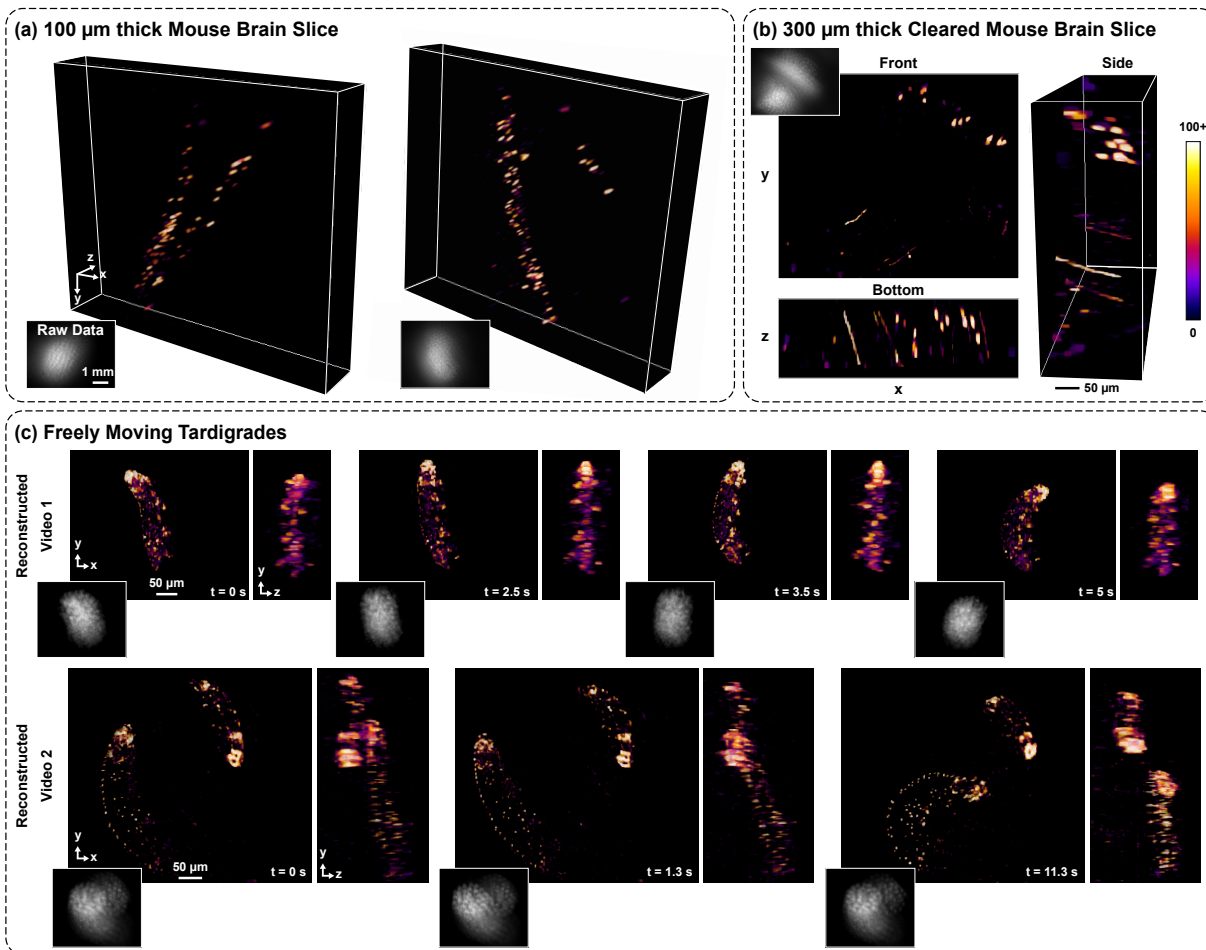 (a) 100 µm thick Mouse Brain Slice
z
x
y
Raw Data
1 mm
(b) 300 µm thick Cleared Mouse Brain Slice
Front
Side
y
100+
0
Bottom
z
x
50 µm
(c) Freely Moving Tardigrades
Reconstructed
Video 1
y
x
50 µm
t = 0 s
y
z
t = 2.5 s
t = 3.5 s
t = 5 s
Reconstructed
Video 2
y
x
50 µm
t = 0 s
y
z
t = 1.3 s
t = 11.3 s